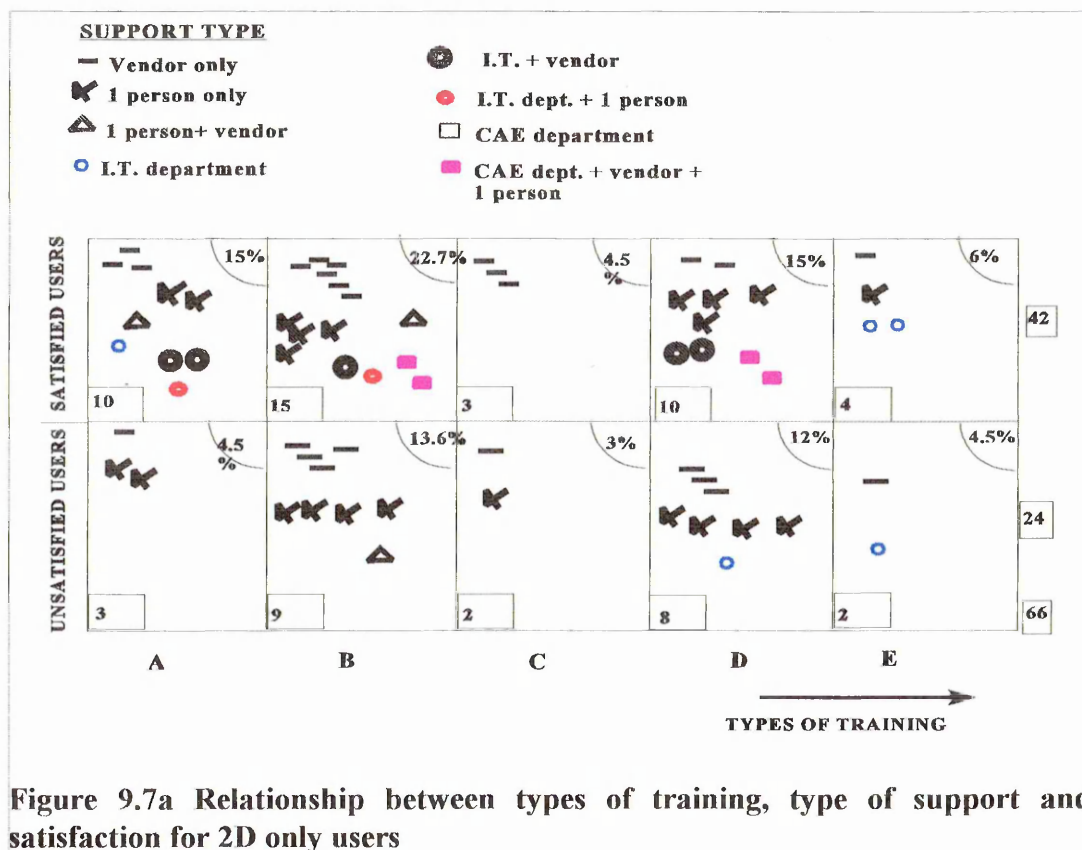 SUPPORT TYPE
Vendor only
1 person only
1 person+ vendor
I.T. department
I.T. + vendor
I.T. dept. + 1 person
CAE department
CAE dept. + vendor +
1 person
SATISFIED USERS
15%
22.7%
4.5
%
15%
6%
42
10
15
3
10
4
UNSATISFIED USERS
4.5
%
13.6%
3%
12%
4.5%
24
3
9
2
8
2
66
A
B
C
D
E
TYPES OF TRAINING
Figure 9.7a Relationship between types of training, type of support and
satisfaction for 2D only users